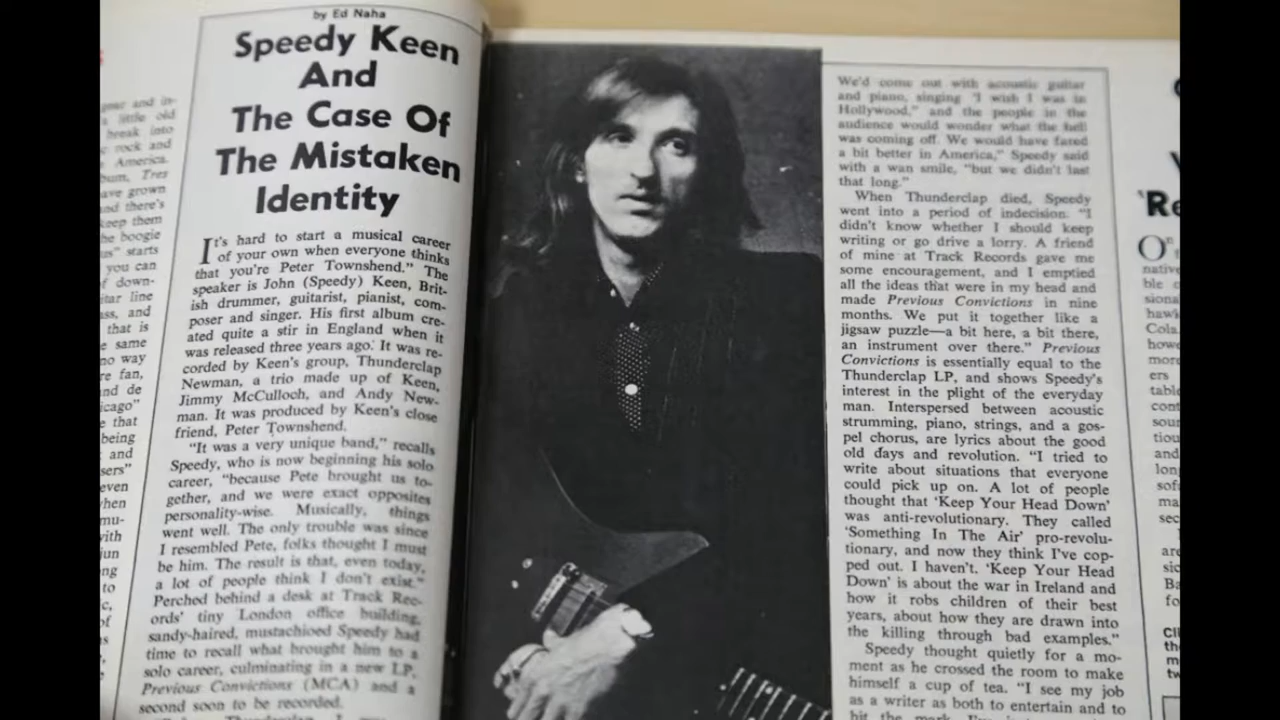 by Ed Naha
Speedy Keen
And
The Case Of
The Mistaken
Identity
It's hard to start a musical career
of your own when everyone thinks
that you're Peter Townshend." The
speaker is John (Speedy) Keen, Brit-
ish drummer, guitarist, pianist, com-
poser and singer. His first album cre-
ated quite a stir in England when it
was released three years ago. It was re-
corded by Keen's group, Thunderclap
Newman, a trio made up of Keen,
Jimmy McCulloch, and Andy New-
man. It was produced by Keen's close
friend, Peter Townshend.
"It was a very unique band," recalls
Speedy, who is now beginning his solo
career, "because Pete brought us to-
gether, and we were exact opposites
personality-wise. Musically, things
went well. The only trouble was since
I resembled Pete, folks thought I must
be him. The result is that, even today,
a lot of people think I don't exist."
Perched behind a desk at Track Rec-
ords' tiny London office building,
sandy-haired, mustachioed Speedy had
time to recall what brought him to a
solo career, culminating in a new LP,
Previous Convictions (MCA) and a
second soon to be recorded.
We'd come out with acoustic guitar
and piano, singing 'I wish I was in
Hollywood,' and the people in the
audience would wonder what the hell
was coming off. We would have fared
a bit better in America," Speedy said
with a wan smile, "but we didn't last
that long."
When Thunderclap died, Speedy
went into a period of indecision. "I
didn't know whether I should keep
writing or go drive a lorry. A friend
of mine at Track Records gave me
some encouragement, and I emptied
all the ideas that were in my head and
made Previous Convictions in nine
months. We put it together like a
jigsaw puzzle—a bit here, a bit there,
an instrument over there." Previous
Convictions is essentially equal to the
Thunderclap LP, and shows Speedy's
interest in the plight of the everyday
man. Interspersed between acoustic
strumming, piano, strings, and a gos-
pel chorus, are lyrics about the good
old days and revolution. "I tried to
write about situations that everyone
could pick up on. A lot of people
thought that 'Keep Your Head Down'
was anti-revolutionary. They called
'Something In The Air' pro-revolu-
tionary, and now they think I've cop-
ped out. I haven't. 'Keep Your Head
Down' is about the war in Ireland and
how it robs children of their best
years, about how they are drawn into
the killing through bad examples."
Speedy thought quietly for a mo-
ment as he crossed the room to make
himself a cup of tea. "I see my job
as a writer as both to entertain and to